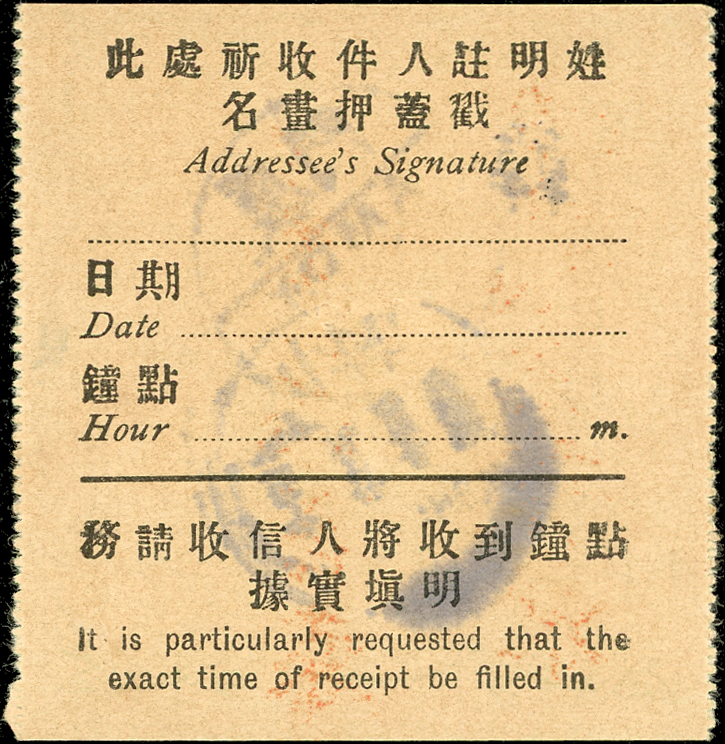 此處祈收件人註明姓
名畫押蓋戳
Addressee's Signature
日期
Date
鐘點
Hour m.
務請收信人將收到鐘點
據實塡明
It is particularly requested that the
exact time of receipt be filled in.